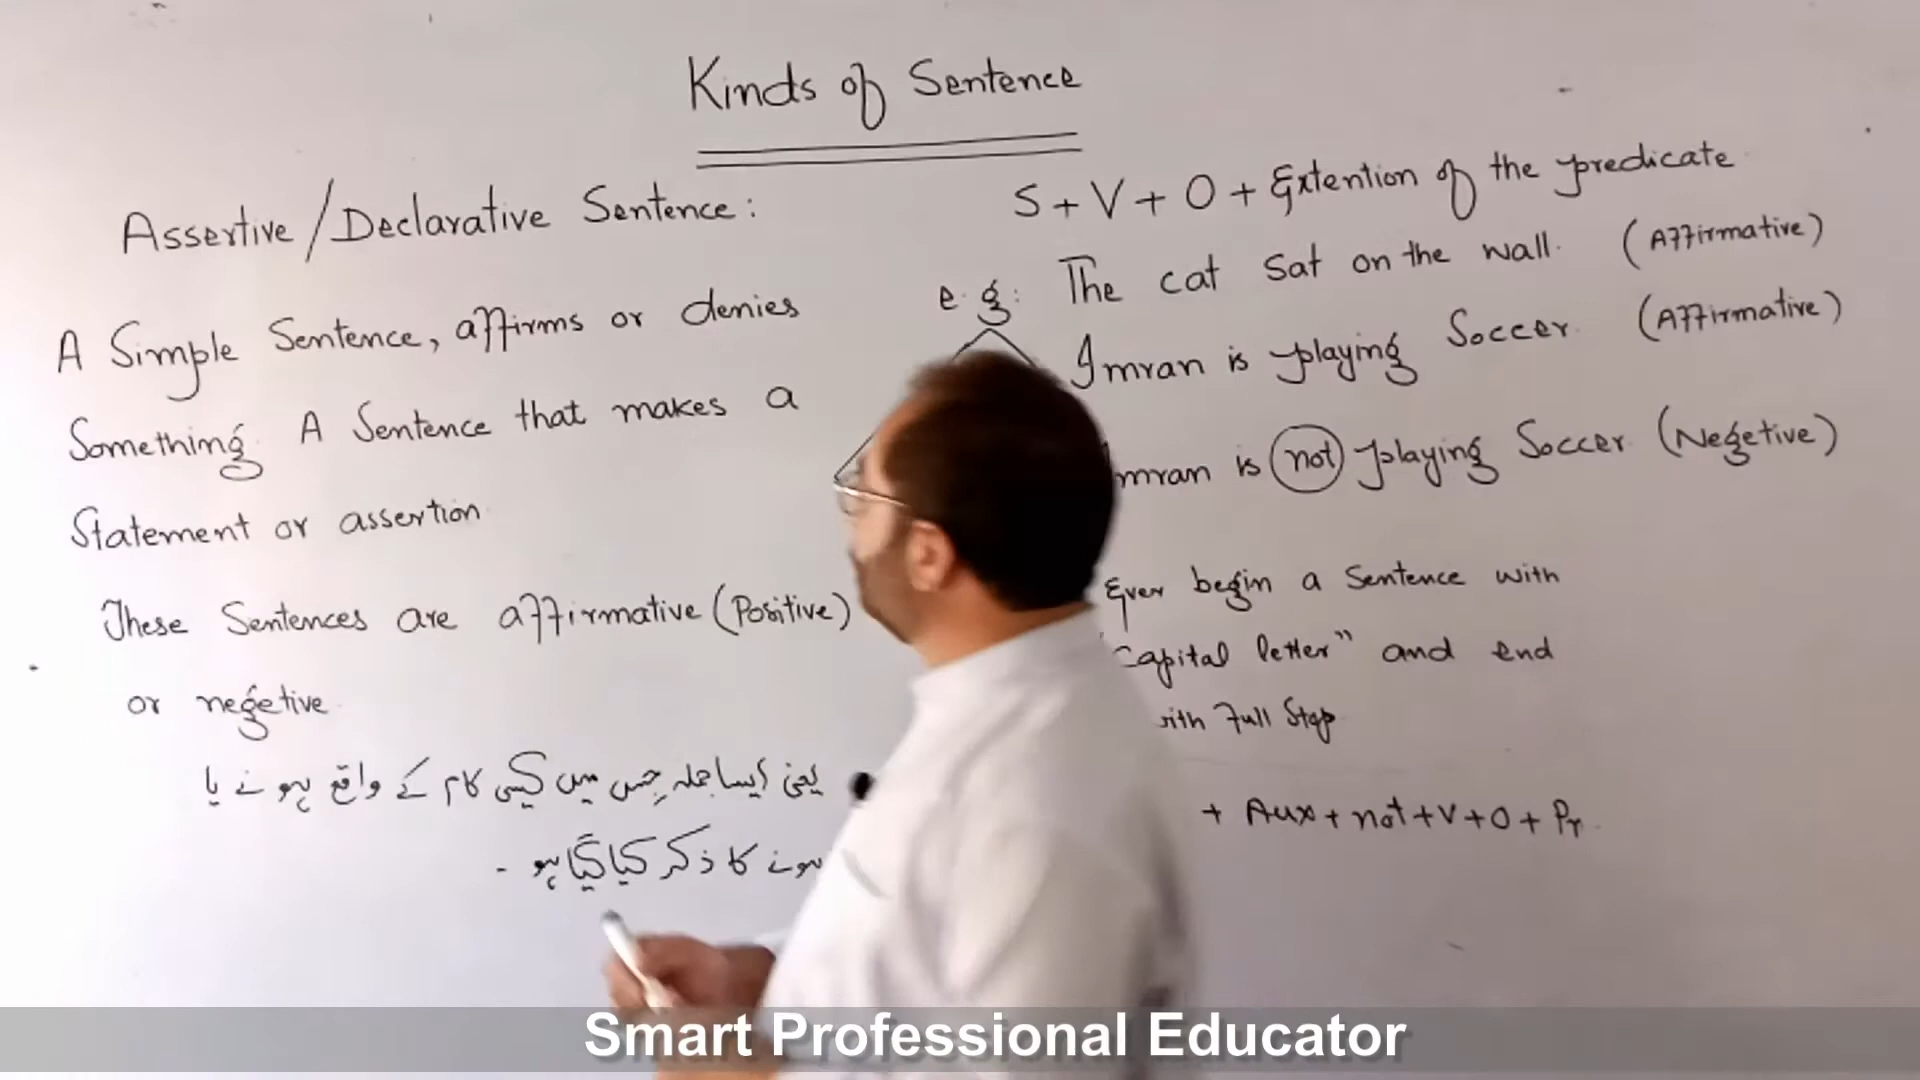 Kinds of Sentence
Assertive/Declarative Sentence:
A Simple Sentence, affirms or denies
Something. A Sentence that makes a
Statement or assertion.
These Sentences are affirmative (Positive)
or negetive.
یعنی ایسا جملہ جس میں کسی کام کے واقع ہونے یا
ہونے کا ذکر کیا گیا ہو -
S + V + O + Extention of the predicate
e.g: The cat Sat on the wall. (Affirmative)
Imran is playing Soccer. (Affirmative)
mran is not playing Soccer. (Negetive)
Ever begin a Sentence with
Capital letter" and end
ith Full Stop
+ Aux + not + V + O + Pr.
Smart Professional Educator